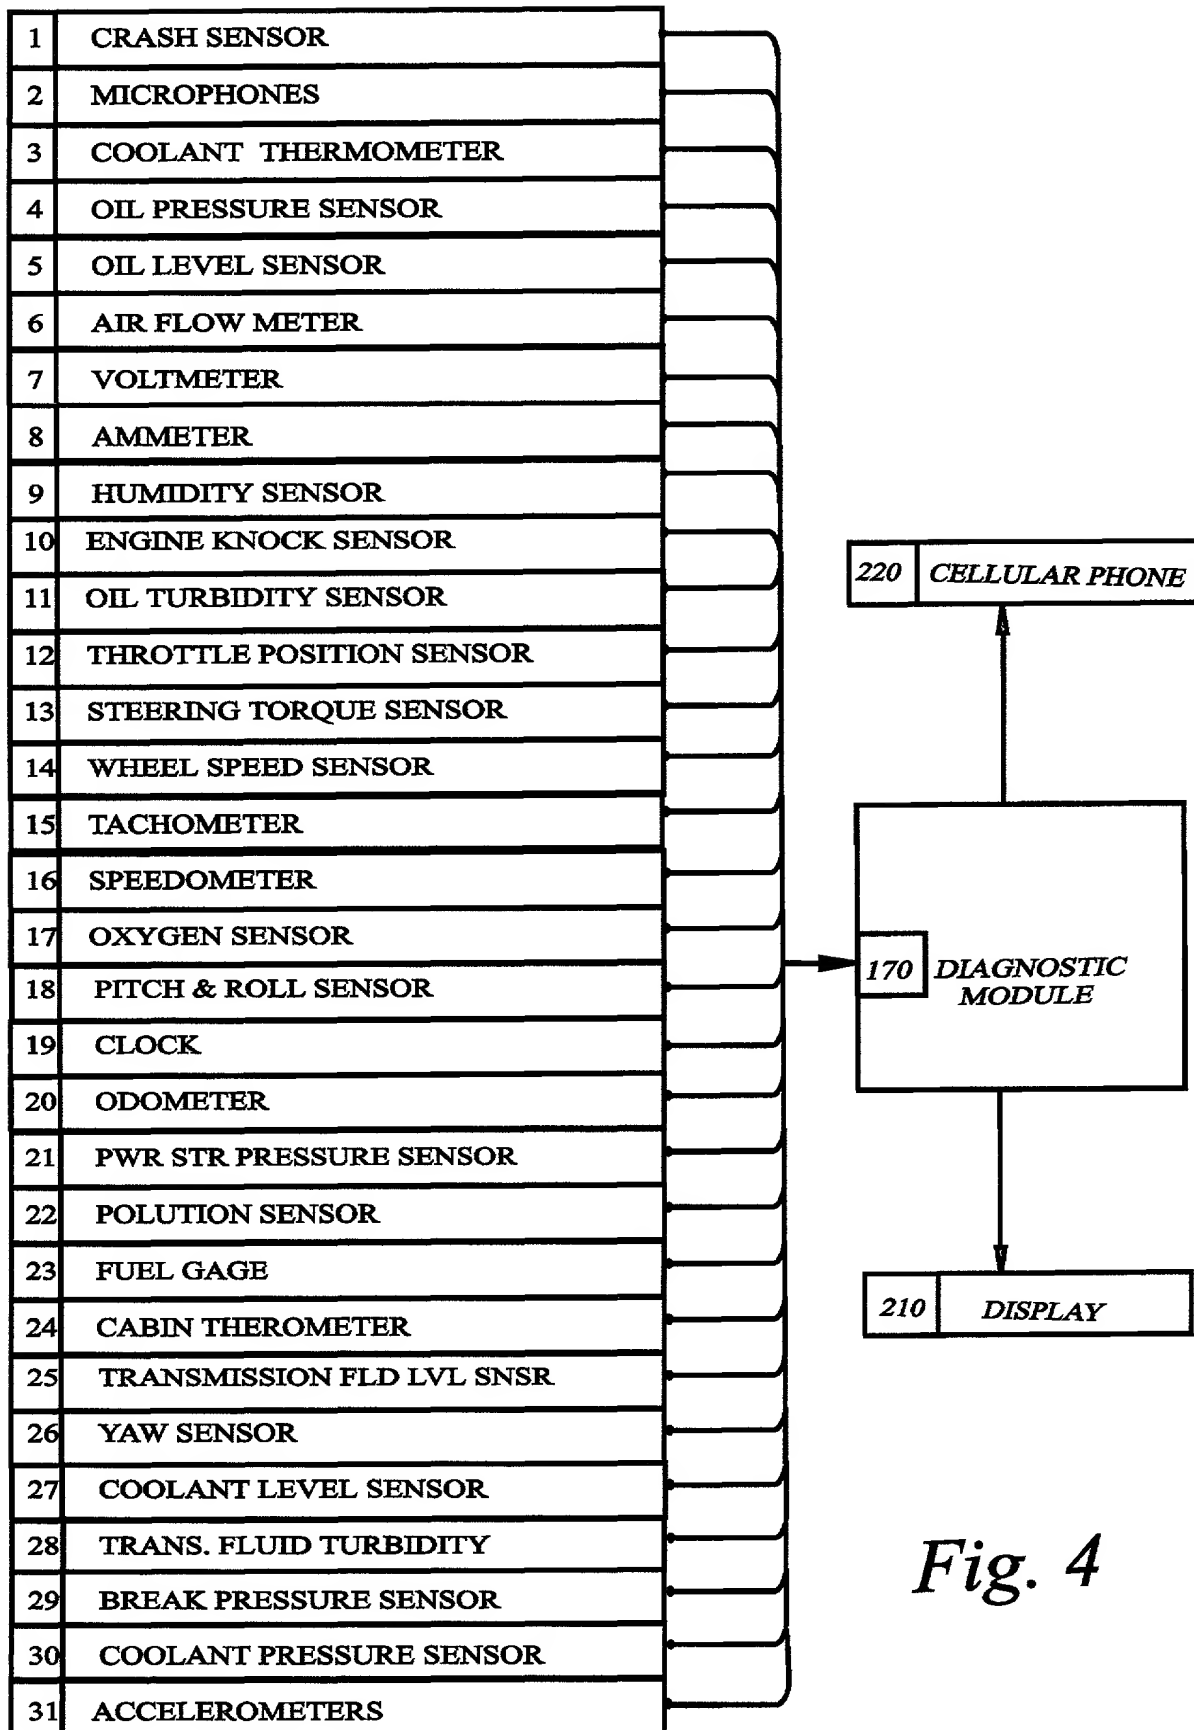 1 CRASH SENSOR
2 MICROPHONES
3 COOLANT THERMOMETER
4 OIL PRESSURE SENSOR
5 OIL LEVEL SENSOR
6 AIR FLOW METER
7 VOLTMETER
8 AMMETER
9 HUMIDITY SENSOR
10 ENGINE KNOCK SENSOR
11 OIL TURBIDITY SENSOR
12 THROTTLE POSITION SENSOR
13 STEERING TORQUE SENSOR
14 WHEEL SPEED SENSOR
15 TACHOMETER
16 SPEEDOMETER
17 OXYGEN SENSOR
18 PITCH & ROLL SENSOR
19 CLOCK
20 ODOMETER
21 PWR STR PRESSURE SENSOR
22 POLUTION SENSOR
23 FUEL GAGE
24 CABIN THEROMETER
25 TRANSMISSION FLD LVL SNSR
26 YAW SENSOR
27 COOLANT LEVEL SENSOR
28 TRANS. FLUID TURBIDITY
29 BREAK PRESSURE SENSOR
30 COOLANT PRESSURE SENSOR
31 ACCELEROMETERS
220 CELLULAR PHONE
170 DIAGNOSTIC
MODULE
210 DISPLAY
Fig. 4